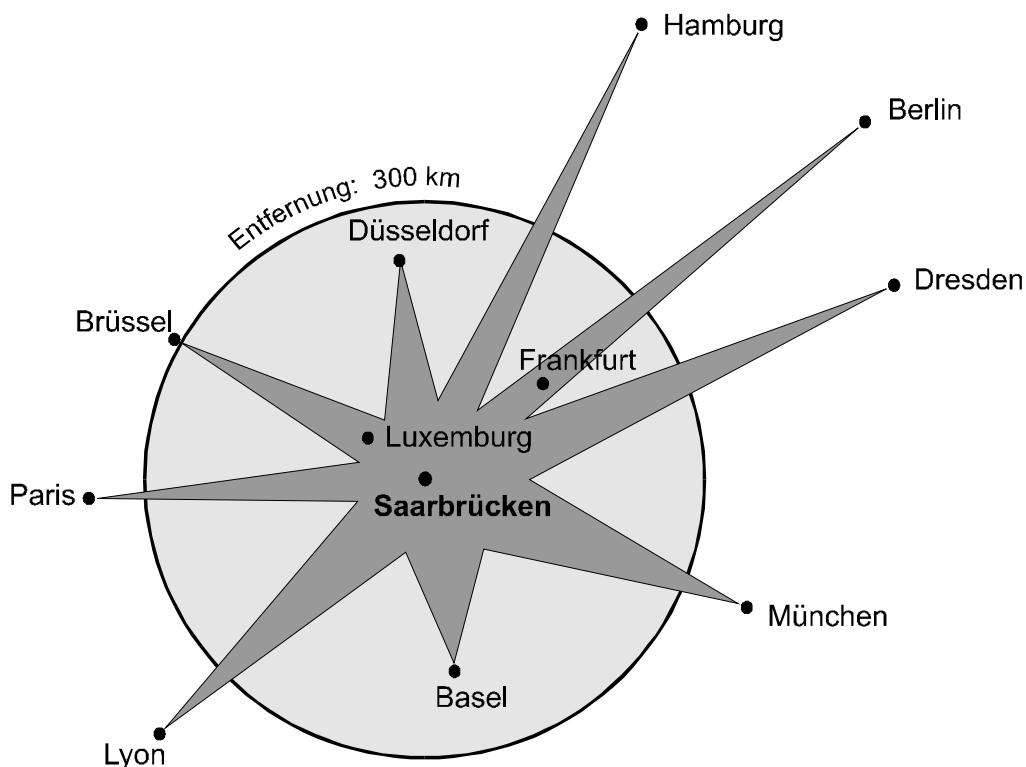 Hamburg
Berlin
Entfernung: 300 km
Düsseldorf
Dresden
Brüssel
Frankfurt
Luxemburg
Paris
Saarbrücken
München
Basel
Lyon